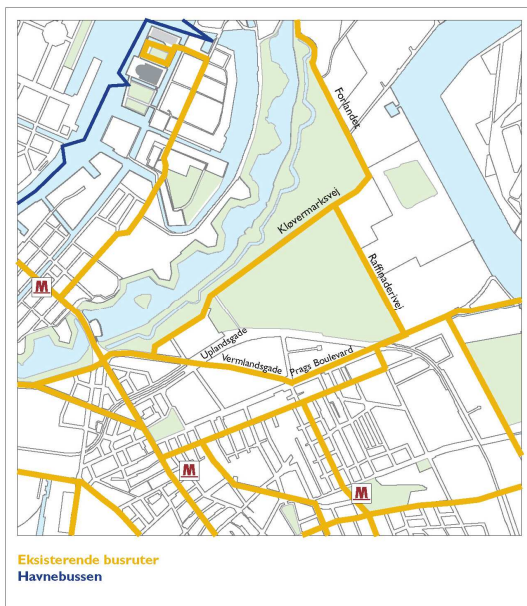 Forlandet
Kløvermarksvej
Raffinaderivej
Uplandsgade
Vermlandsgade
Prags Boulevard
M
M
M
Eksisterende busruter
Havnebussen